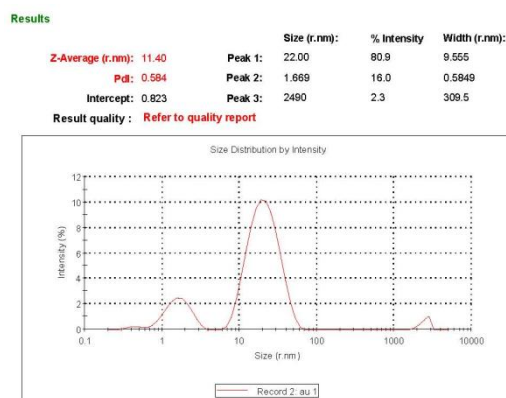 Results
Size (r.nm): % Intensity Width (r.nm):
Z-Average (r.nm): 11.40 Peak 1: 22.00 80.9 9.555
PdI: 0.584 Peak 2: 1.669 16.0 0.5849
Intercept: 0.823 Peak 3: 2490 2.3 309.5
Result quality : Refer to quality report
Size Distribution by Intensity
12
10
8
6
4
2
0
Intensity (%)
0.1 1 10 100 1000 10000
Size (r.nm)
Record 2: au 1